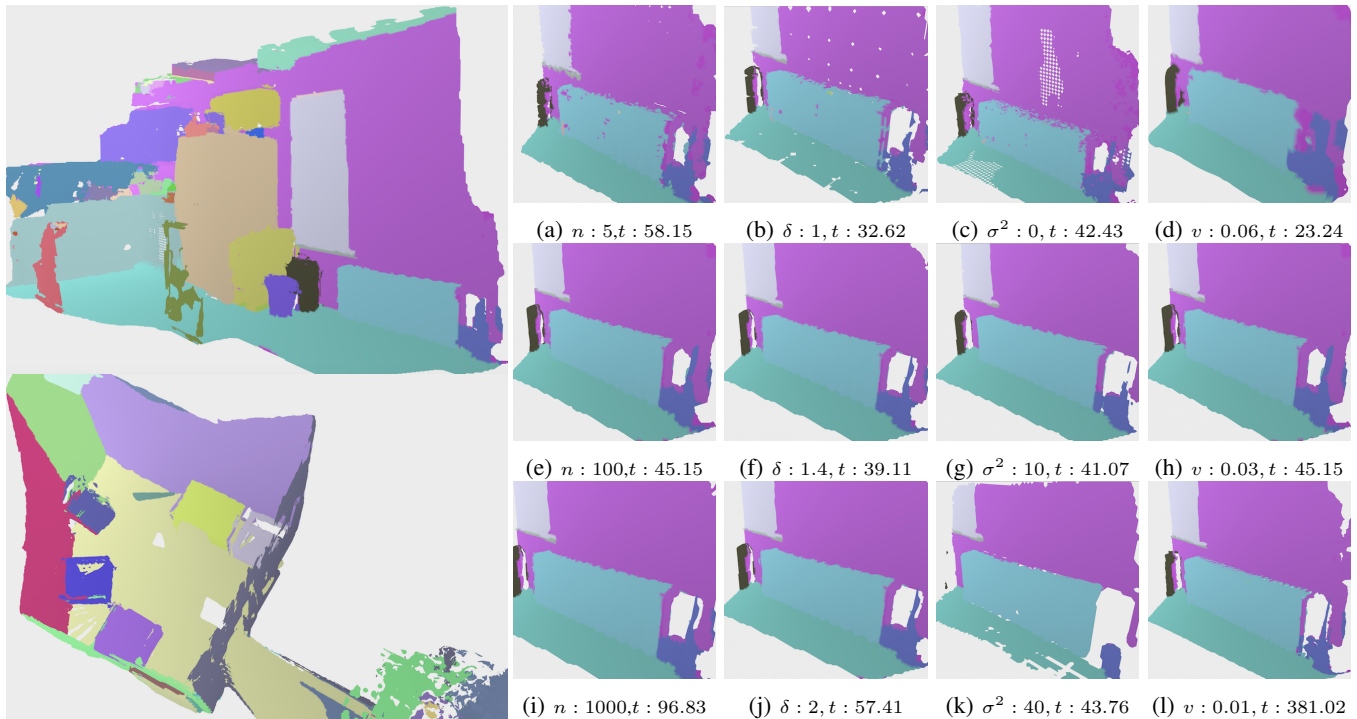 (a) n : 5,t : 58.15 (b) δ : 1, t : 32.62 (c) σ² : 0, t : 42.43 (d) v : 0.06, t : 23.24
(e) n : 100,t : 45.15 (f) δ : 1.4, t : 39.11 (g) σ² : 10, t : 41.07 (h) v : 0.03, t : 45.15
(i) n : 1000,t : 96.83 (j) δ : 2, t : 57.41 (k) σ² : 40, t : 43.76 (l) v : 0.01, t : 381.02